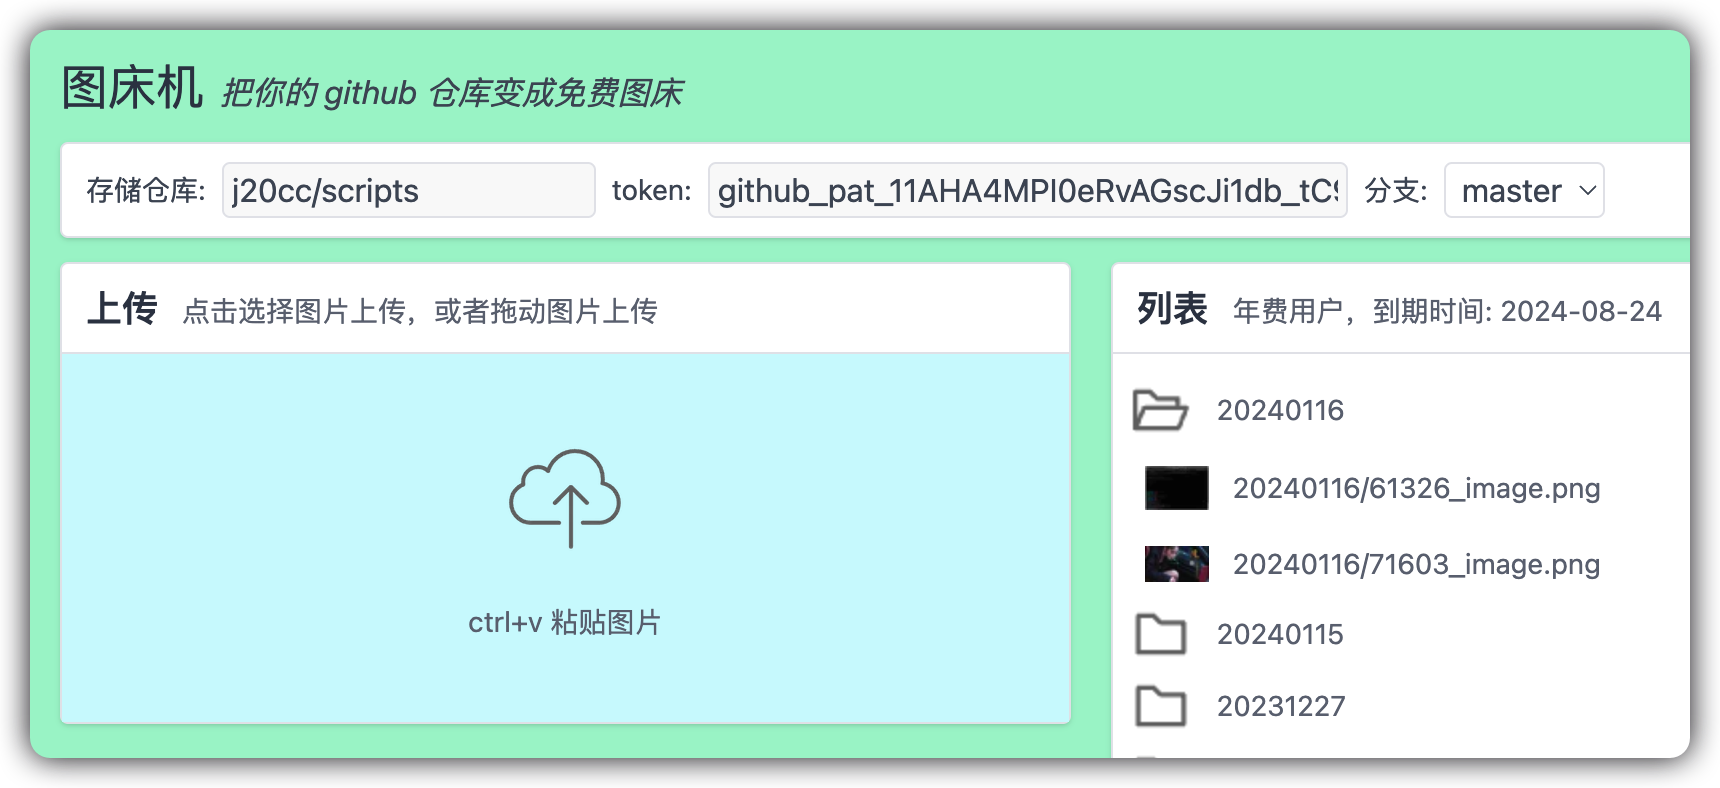 图床机 把你的 github 仓库变成免费图床
存储仓库: j20cc/scripts token: github_pat_11AHA4MPI0eRvAGscJi1db_tC9 分支: master
上传 点击选择图片上传，或者拖动图片上传
ctrl+v 粘贴图片
列表 年费用户，到期时间: 2024-08-24
20240116
20240116/61326_image.png
20240116/71603_image.png
20240115
20231227